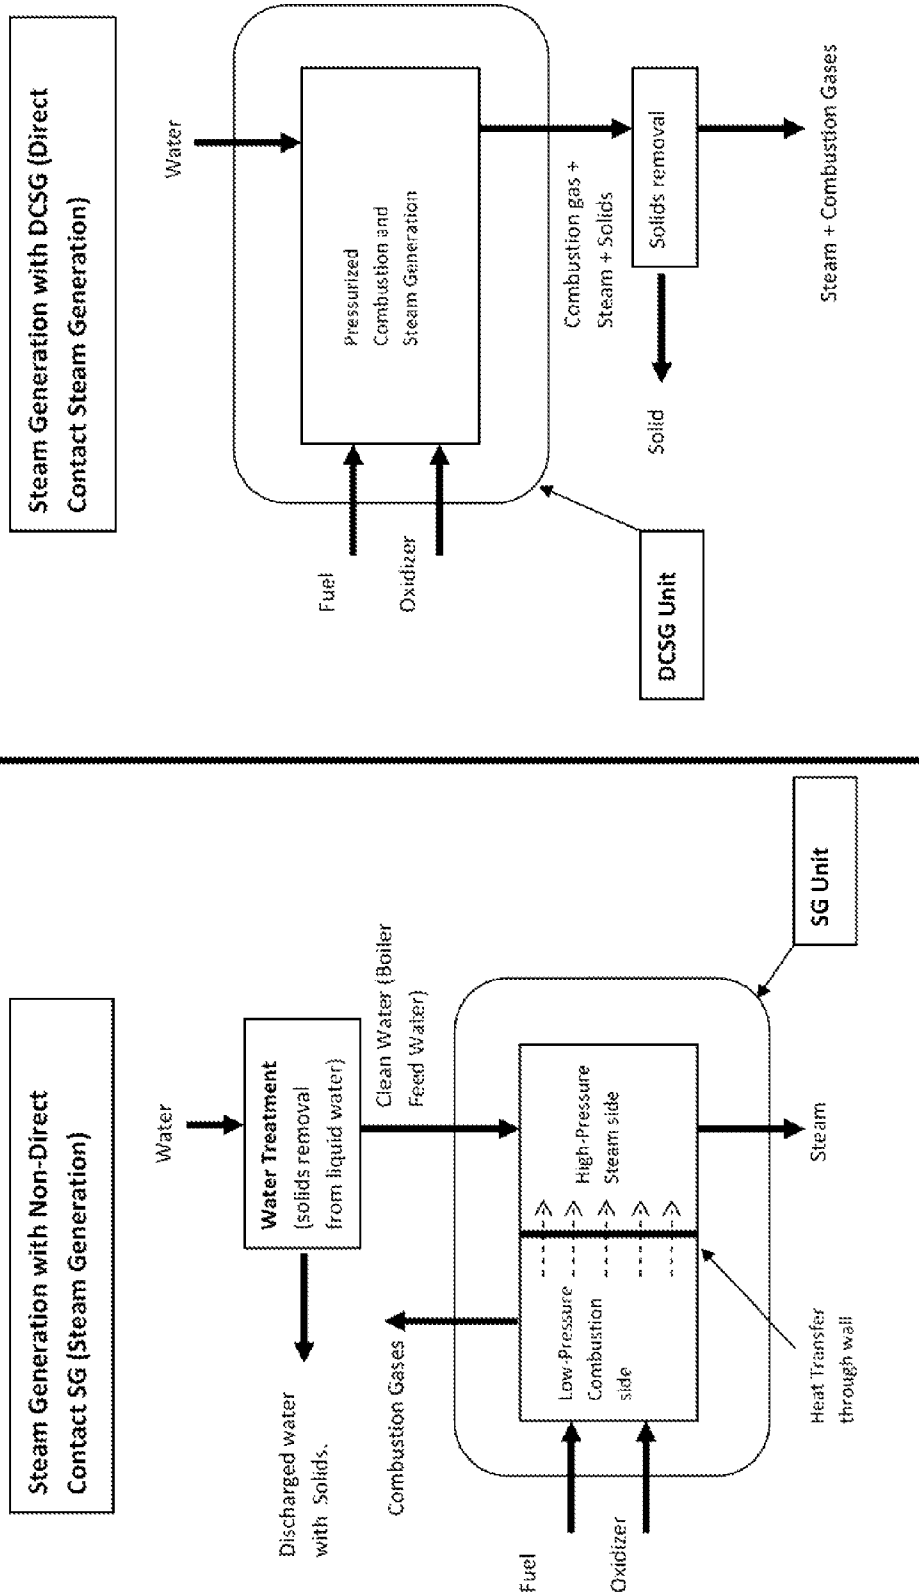 Steam Generation with Non-Direct
Contact SG (Steam Generation)
Water
Water Treatment
(solids removal
from liquid water)
Discharged water
with Solids.
Clean Water (Boiler
Feed Water)
Combustion Gases
Fuel
Oxidizer
Low-Pressure
Combustion
side
High-Pressure
Steam side
Heat Transfer
through wall
Steam
SG Unit
Steam Generation with DCSG (Direct
Contact Steam Generation)
Water
Fuel
Oxidizer
Pressurized
Combustion and
Steam Generation
DCSG Unit
Combustion gas +
Steam + Solids
Solids removal
Solid
Steam + Combustion Gases